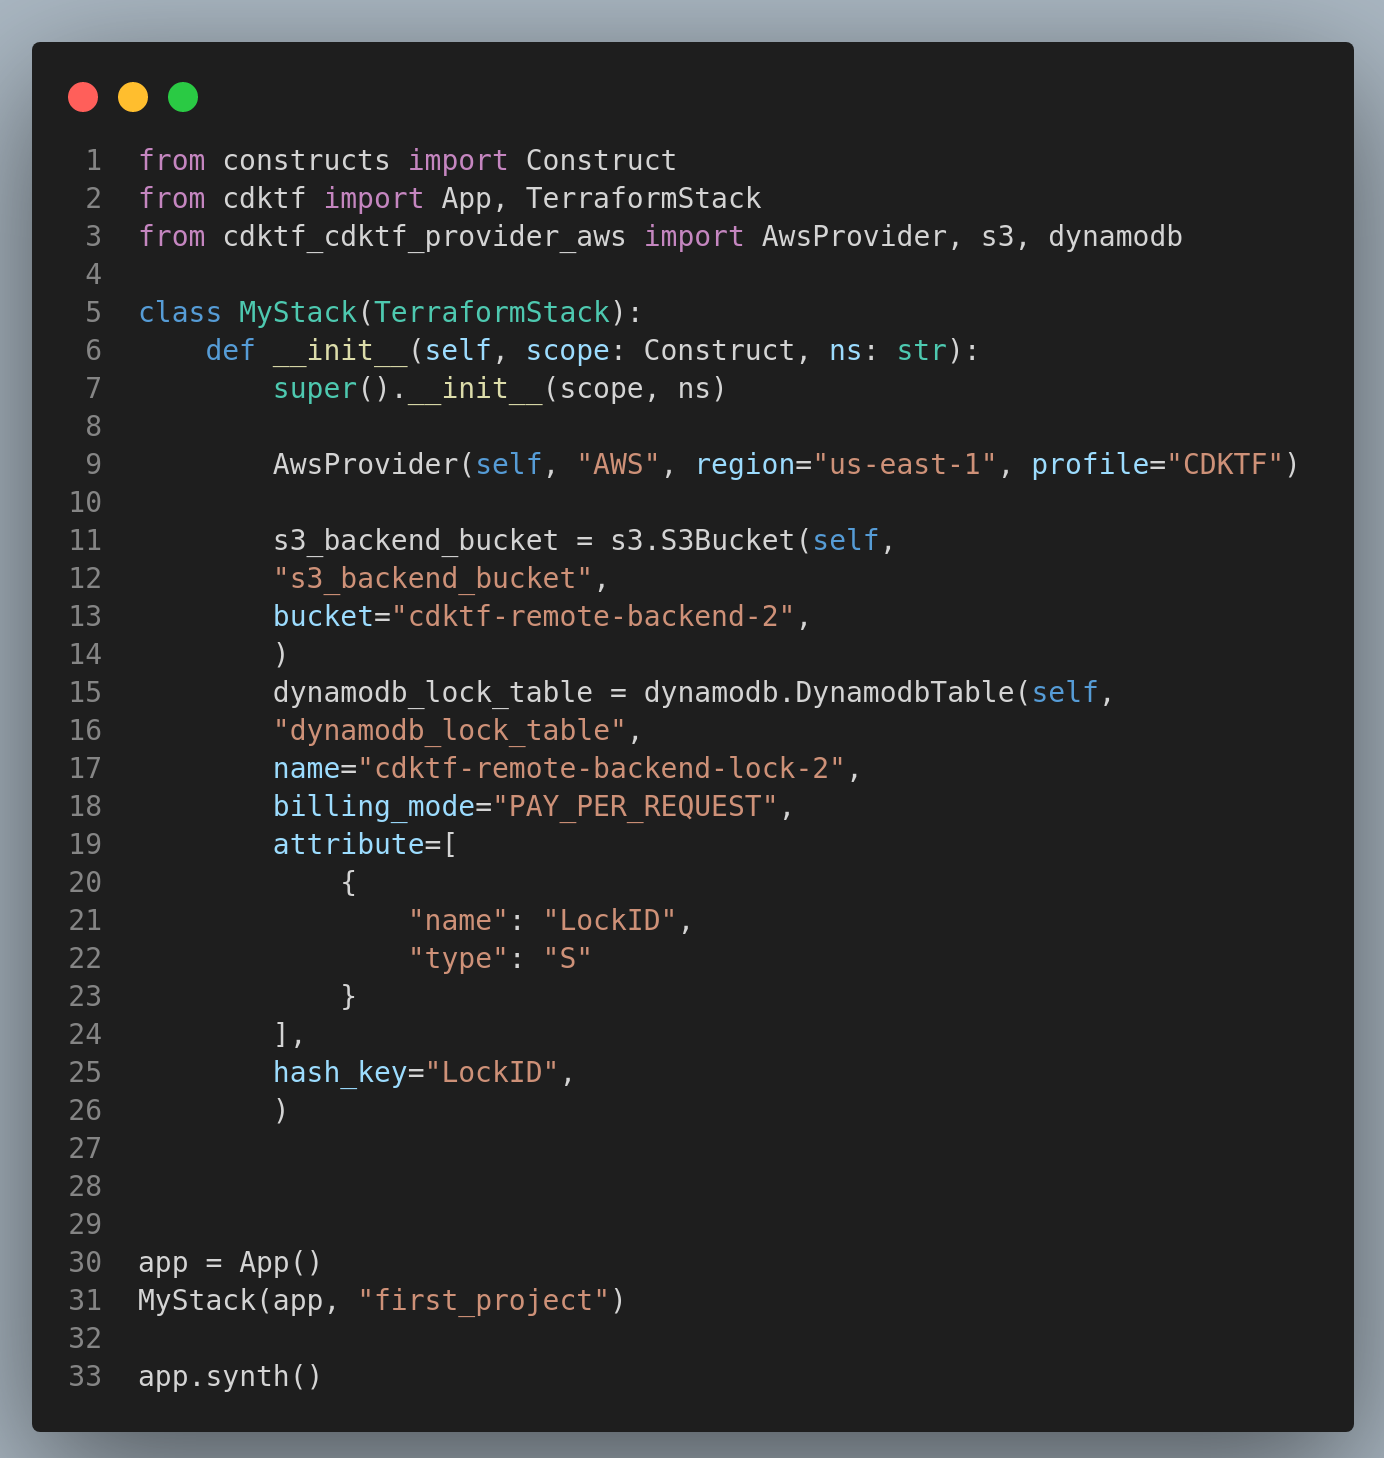 1 from constructs import Construct
2 from cdktf import App, TerraformStack
3 from cdktf_cdktf_provider_aws import AwsProvider, s3, dynamodb
4
5 class MyStack(TerraformStack):
6     def __init__(self, scope: Construct, ns: str):
7         super().__init__(scope, ns)
8
9         AwsProvider(self, "AWS", region="us-east-1", profile="CDKTF")
10
11         s3_backend_bucket = s3.S3Bucket(self,
12         "s3_backend_bucket",
13         bucket="cdktf-remote-backend-2",
14         )
15         dynamodb_lock_table = dynamodb.DynamodbTable(self,
16         "dynamodb_lock_table",
17         name="cdktf-remote-backend-lock-2",
18         billing_mode="PAY_PER_REQUEST",
19         attribute=[
20             {
21                 "name": "LockID",
22                 "type": "S"
23             }
24         ],
25         hash_key="LockID",
26         )
27
28
29
30 app = App()
31 MyStack(app, "first_project")
32
33 app.synth()